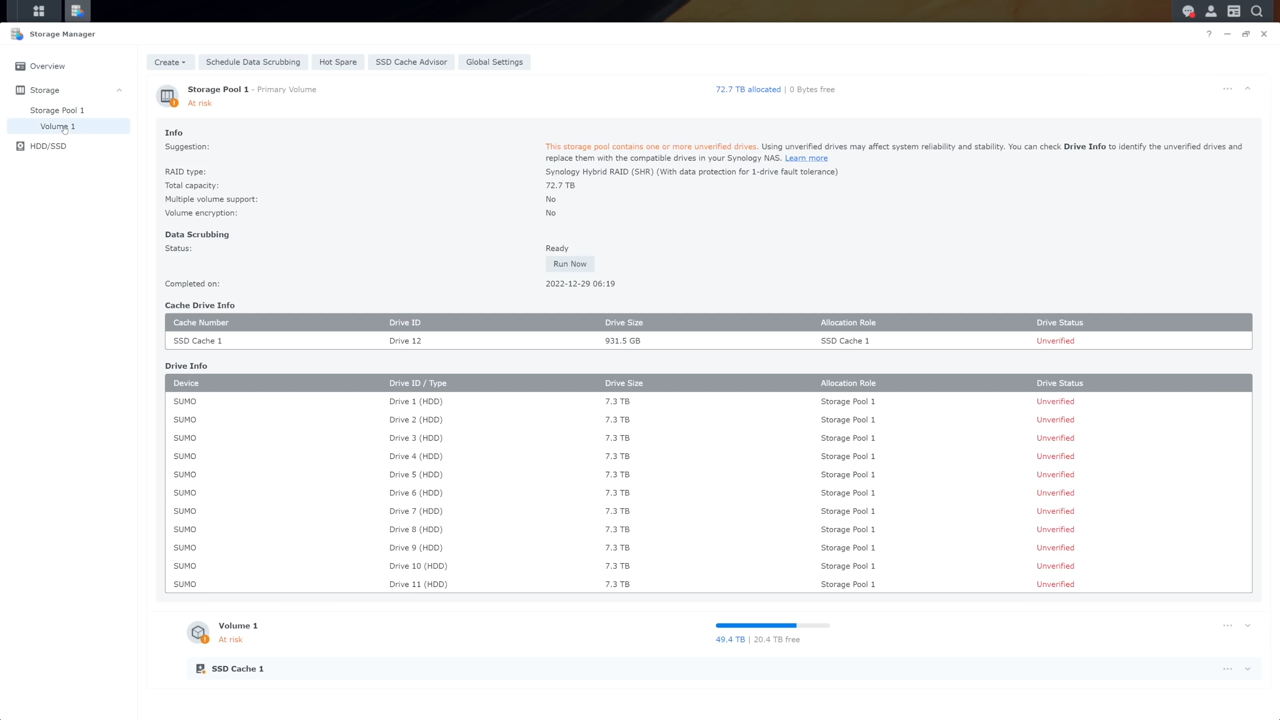 Storage Manager
?
Overview
Storage
Storage Pool 1
Volume 1
HDD/SSD
Create
Schedule Data Scrubbing
Hot Spare
SSD Cache Advisor
Global Settings
Storage Pool 1 - Primary Volume
At risk
72.7 TB allocated | 0 Bytes free
Info
Suggestion: This storage pool contains one or more unverified drives. Using unverified drives may affect system reliability and stability. You can check Drive Info to identify the unverified drives and
replace them with the compatible drives in your Synology NAS. Learn more
RAID type: Synology Hybrid RAID (SHR) (With data protection for 1-drive fault tolerance)
Total capacity: 72.7 TB
Multiple volume support: No
Volume encryption: No
Data Scrubbing
Status: Ready
Run Now
Completed on: 2022-12-29 06:19
Cache Drive Info
Cache Number Drive ID Drive Size Allocation Role Drive Status
SSD Cache 1 Drive 12 931.5 GB SSD Cache 1 Unverified
Drive Info
Device Drive ID / Type Drive Size Allocation Role Drive Status
SUMO Drive 1 (HDD) 7.3 TB Storage Pool 1 Unverified
SUMO Drive 2 (HDD) 7.3 TB Storage Pool 1 Unverified
SUMO Drive 3 (HDD) 7.3 TB Storage Pool 1 Unverified
SUMO Drive 4 (HDD) 7.3 TB Storage Pool 1 Unverified
SUMO Drive 5 (HDD) 7.3 TB Storage Pool 1 Unverified
SUMO Drive 6 (HDD) 7.3 TB Storage Pool 1 Unverified
SUMO Drive 7 (HDD) 7.3 TB Storage Pool 1 Unverified
SUMO Drive 8 (HDD) 7.3 TB Storage Pool 1 Unverified
SUMO Drive 9 (HDD) 7.3 TB Storage Pool 1 Unverified
SUMO Drive 10 (HDD) 7.3 TB Storage Pool 1 Unverified
SUMO Drive 11 (HDD) 7.3 TB Storage Pool 1 Unverified
Volume 1
At risk
49.4 TB | 20.4 TB free
SSD Cache 1